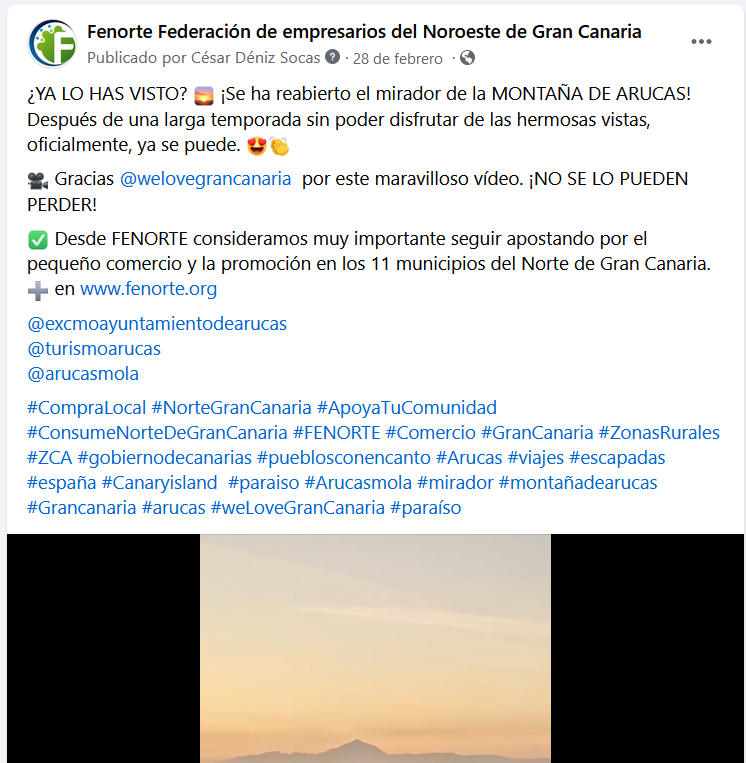 Fenorte Federación de empresarios del Noroeste de Gran Canaria
Publicado por César Déniz Socas · 28 de febrero ·
¿YA LO HAS VISTO? 🌅 ¡Se ha reabierto el mirador de la MONTAÑA DE ARUCAS!
Después de una larga temporada sin poder disfrutar de las hermosas vistas,
oficialmente, ya se puede. 😍👏
🎥 Gracias @welovegrancanaria por este maravilloso vídeo. ¡NO SE LO PUEDEN
PERDER!
✅ Desde FENORTE consideramos muy importante seguir apostando por el
pequeño comercio y la promoción en los 11 municipios del Norte de Gran Canaria.
➕ en www.fenorte.org
@excmoayuntamientodearucas
@turismoarucas
@arucasmola
#CompraLocal #NorteGranCanaria #ApoyaTuComunidad
#ConsumeNorteDeGranCanaria #FENORTE #Comercio #GranCanaria #ZonasRurales
#ZCA #gobiernodecanarias #pueblosconencanto #Arucas #viajes #escapadas
#españa #Canaryisland #paraiso #Arucasmola #mirador #montañadearucas
#Grancanaria #arucas #weLoveGranCanaria #paraíso